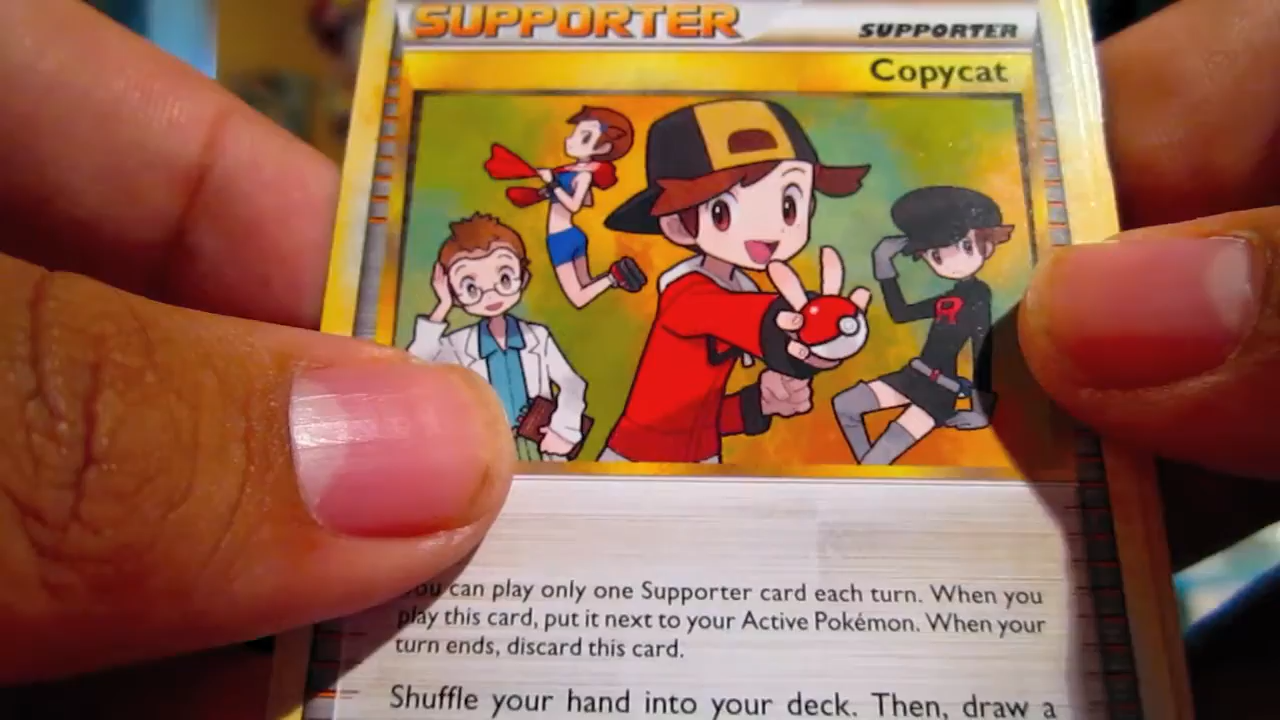 SUPPORTER SUPPORTER
Copycat
R
You can play only one Supporter card each turn. When you
play this card, put it next to your Active Pokémon. When your
turn ends, discard this card.
Shuffle your hand into your deck. Then, draw a